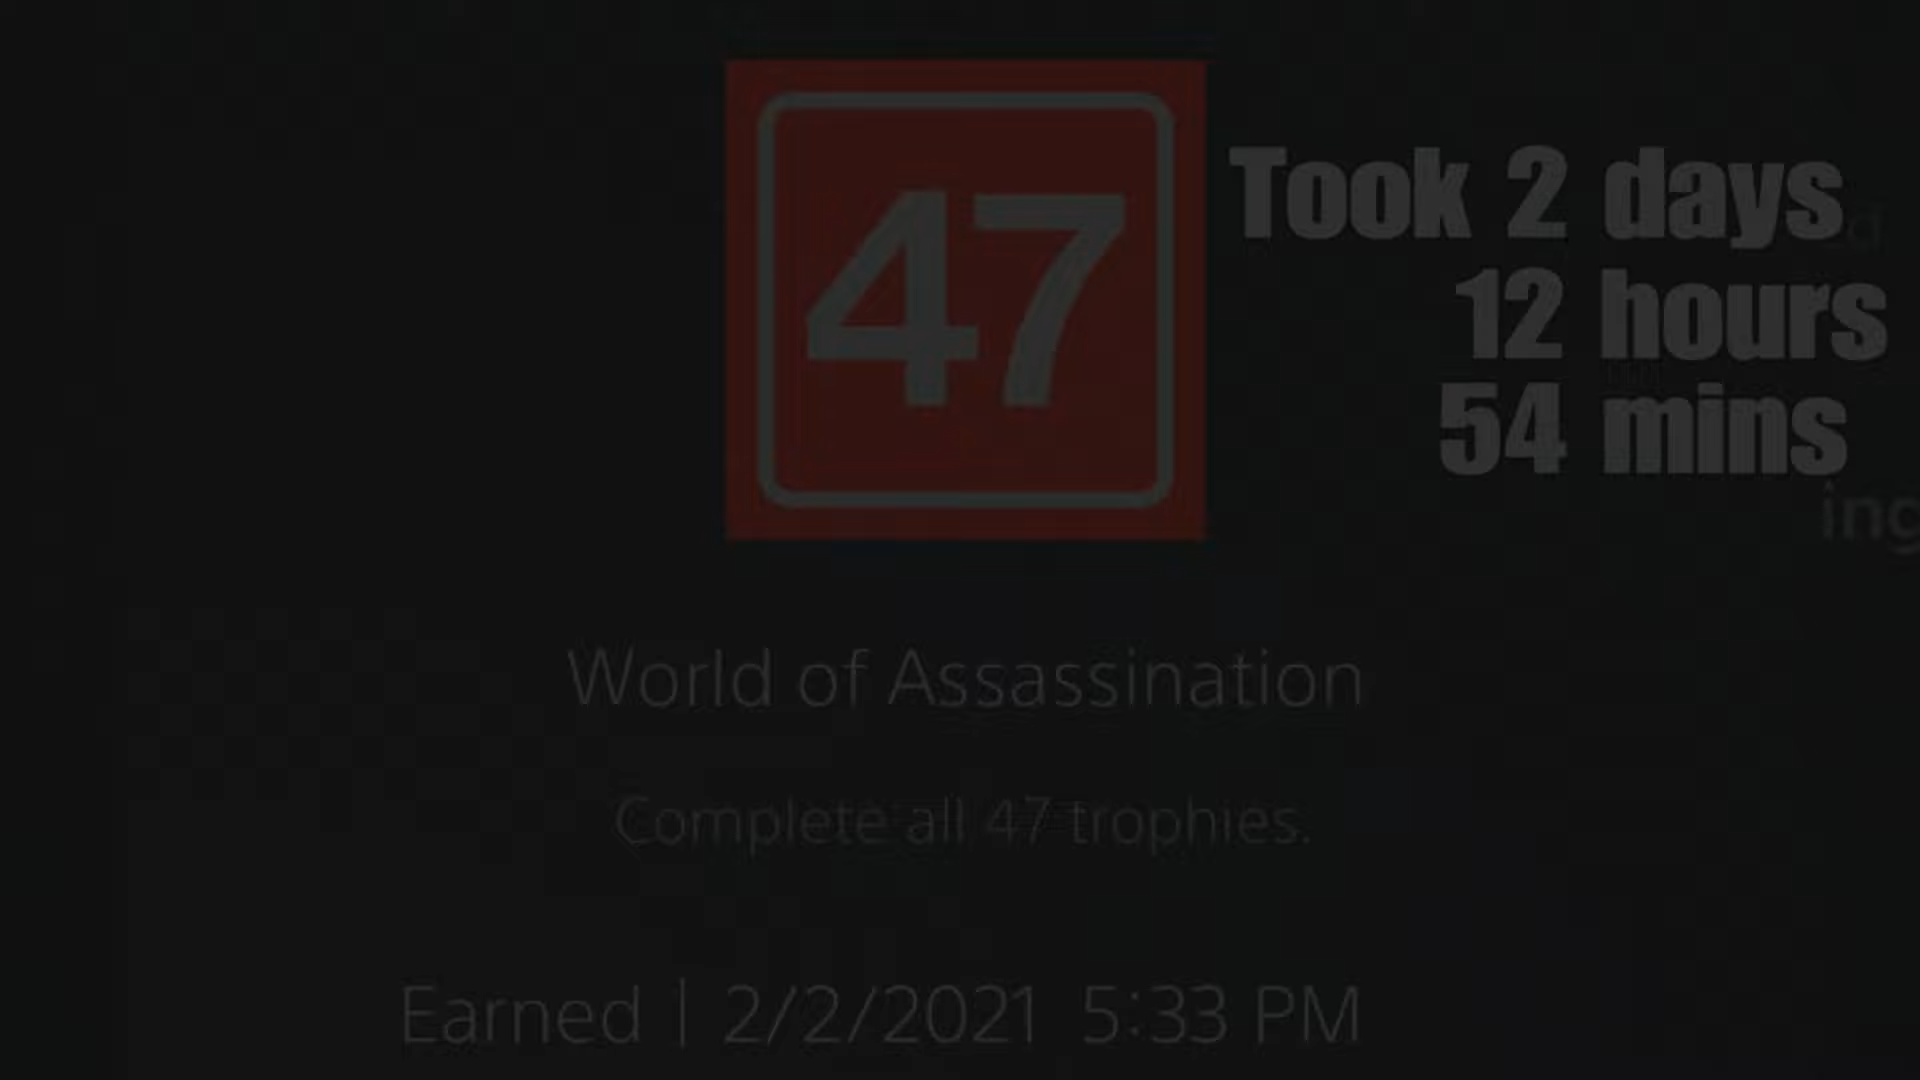 47
Took 2 days
12 hours
54 mins
ing
World of Assassination
Complete all 47 trophies.
Earned | 2/2/2021 5:33 PM